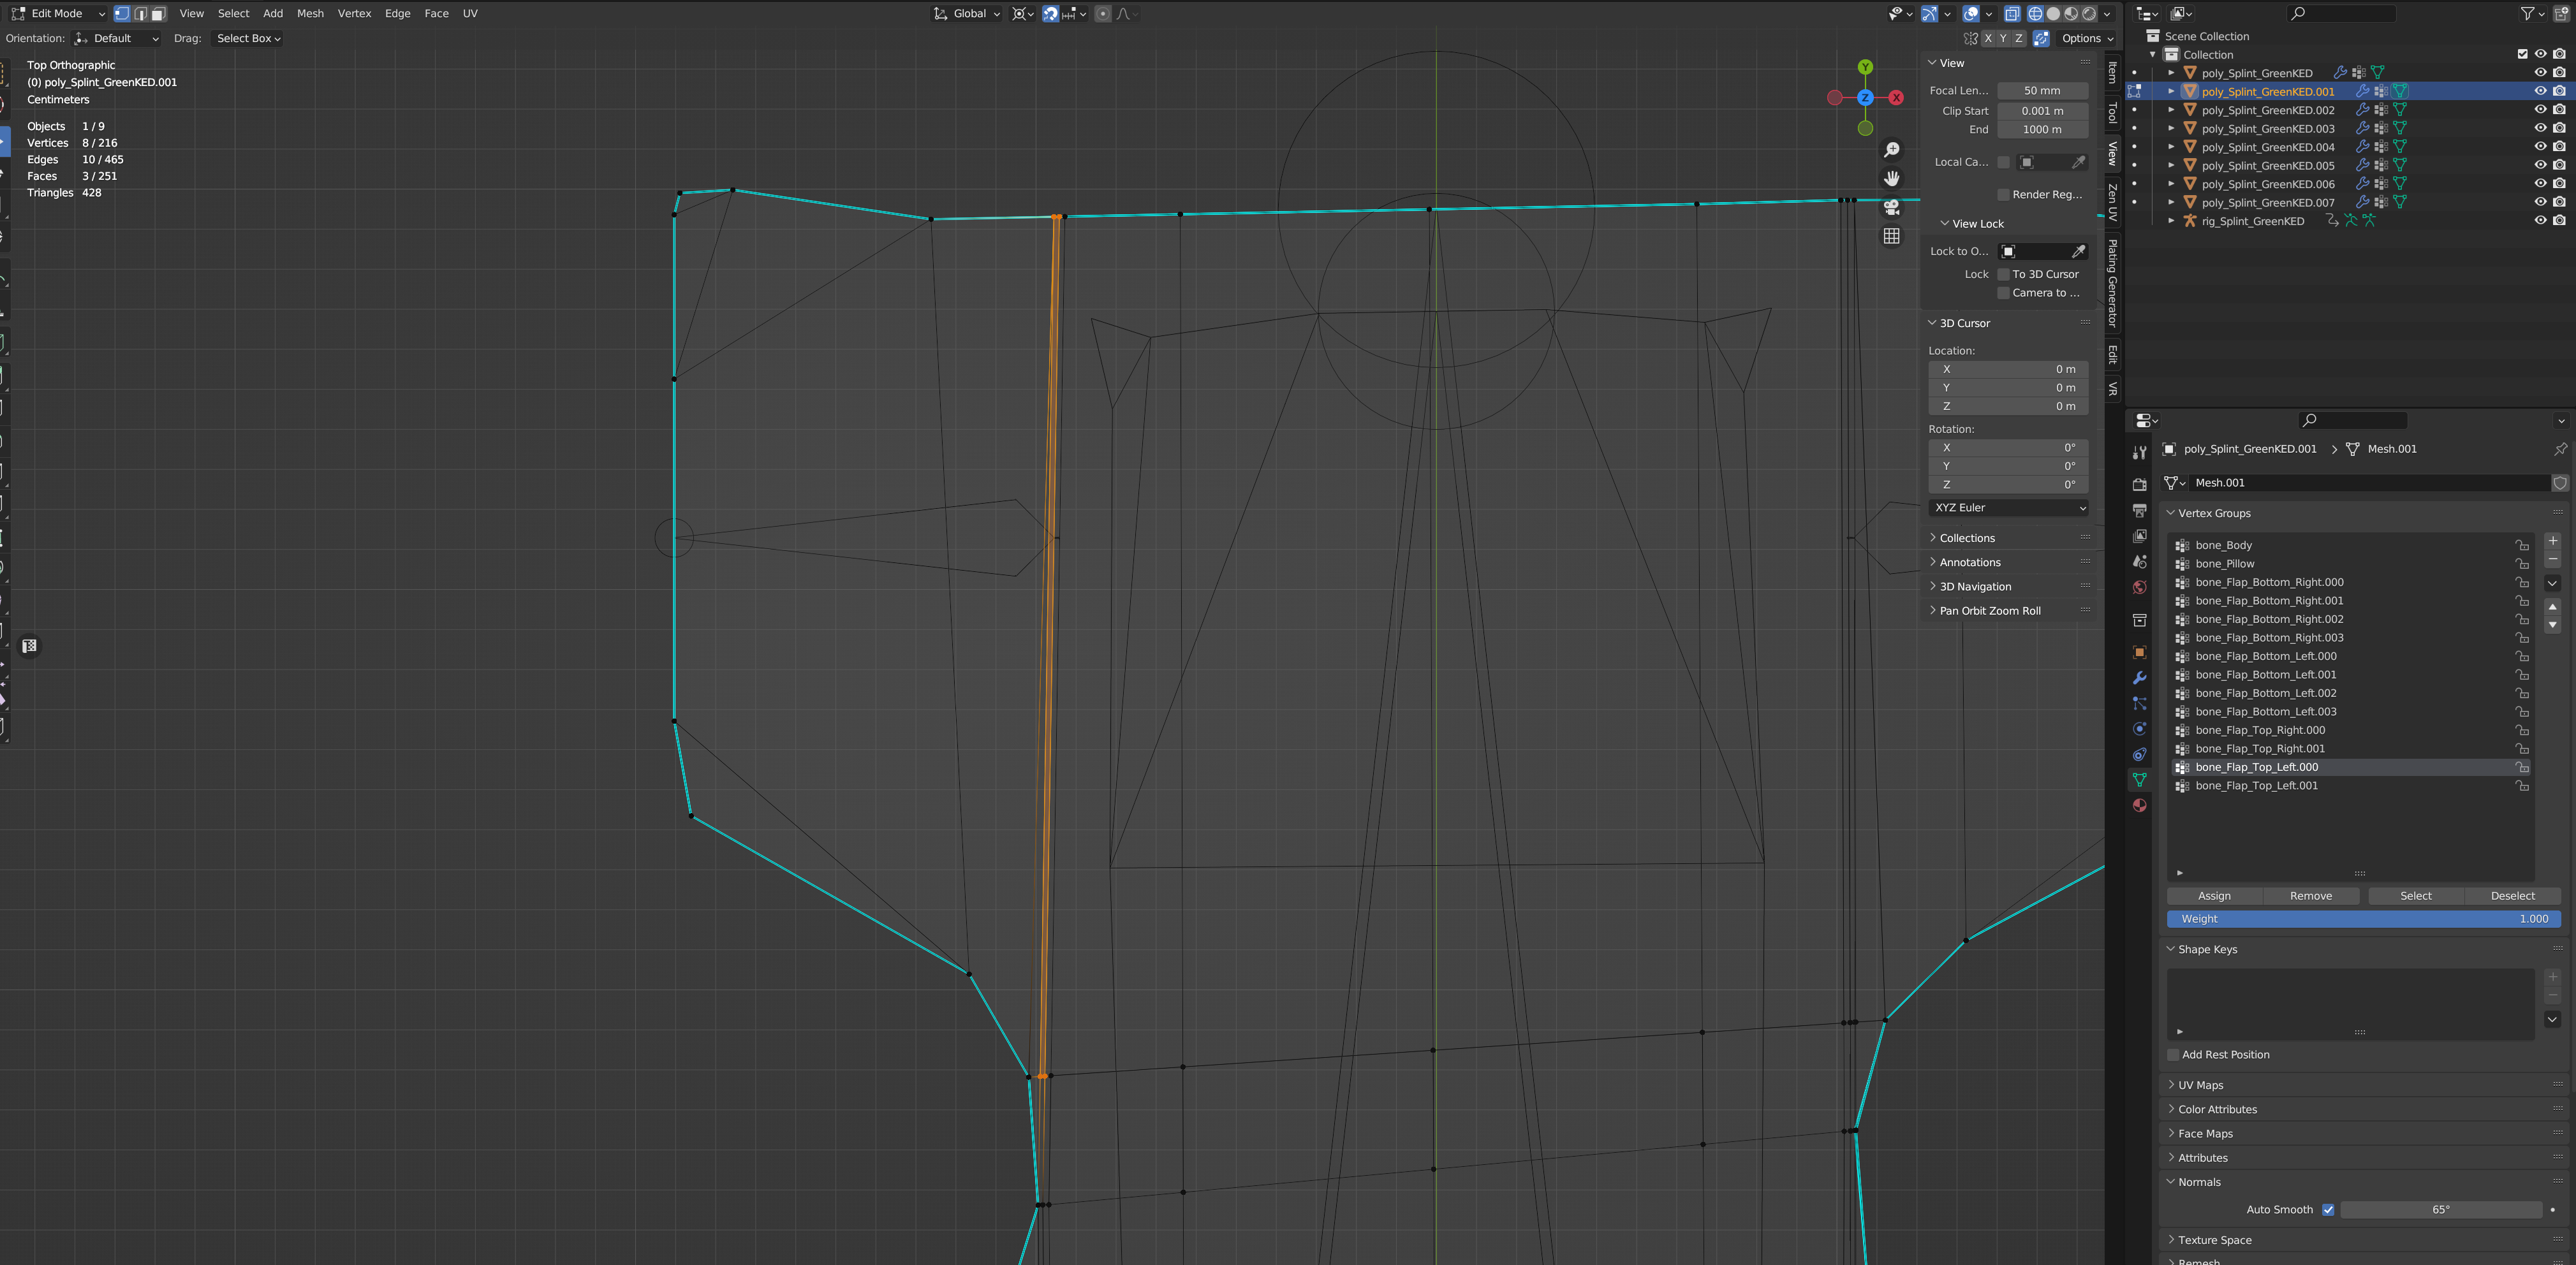 Edit Mode View Select Add Mesh Vertex Edge Face UV Global
Orientation: Default Drag: Select Box X Y Z Options
Top Orthographic
(0) poly_Splint_GreenKED.001
Centimeters
Objects 1 / 9
Vertices 8 / 216
Edges 10 / 465
Faces 3 / 251
Triangles 428
Y
Z X
View
Focal Len... 50 mm
Clip Start 0.001 m
End 1000 m
Local Ca...
Render Reg...
View Lock
Lock to O...
Lock To 3D Cursor
Camera to ...
3D Cursor
Location:
X 0 m
Y 0 m
Z 0 m
Rotation:
X 0°
Y 0°
Z 0°
XYZ Euler
Collections
Annotations
3D Navigation
Pan Orbit Zoom Roll
Item
Tool
View
Zen UV
Plating Generator
Edit
VR
Scene Collection
Collection
poly_Splint_GreenKED
poly_Splint_GreenKED.001
poly_Splint_GreenKED.002
poly_Splint_GreenKED.003
poly_Splint_GreenKED.004
poly_Splint_GreenKED.005
poly_Splint_GreenKED.006
poly_Splint_GreenKED.007
rig_Splint_GreenKED
poly_Splint_GreenKED.001 Mesh.001
Mesh.001
Vertex Groups
bone_Body
bone_Pillow
bone_Flap_Bottom_Right.000
bone_Flap_Bottom_Right.001
bone_Flap_Bottom_Right.002
bone_Flap_Bottom_Right.003
bone_Flap_Bottom_Left.000
bone_Flap_Bottom_Left.001
bone_Flap_Bottom_Left.002
bone_Flap_Bottom_Left.003
bone_Flap_Top_Right.000
bone_Flap_Top_Right.001
bone_Flap_Top_Left.000
bone_Flap_Top_Left.001
Assign Remove Select Deselect
Weight 1.000
Shape Keys
Add Rest Position
UV Maps
Color Attributes
Face Maps
Attributes
Normals
Auto Smooth 65°
Texture Space
Remesh